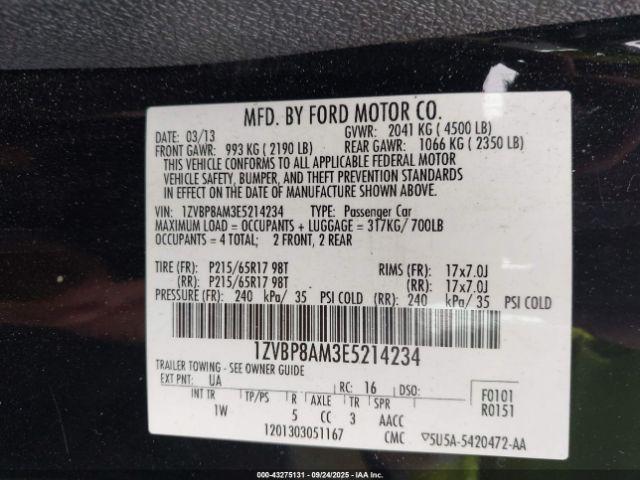 MFD. BY FORD MOTOR CO.
DATE: 03/13 GVWR: 2041 KG ( 4500 LB)
FRONT GAWR: 993 KG ( 2190 LB) REAR GAWR: 1066 KG ( 2350 LB)
THIS VEHICLE CONFORMS TO ALL APPLICABLE FEDERAL MOTOR
VEHICLE SAFETY, BUMPER, AND THEFT PREVENTION STANDARDS
IN EFFECT ON THE DATE OF MANUFACTURE SHOWN ABOVE.
VIN: 1ZVBP8AM3E5214234 TYPE: Passenger Car
MAXIMUM LOAD = OCCUPANTS + LUGGAGE = 317KG/ 700LB
OCCUPANTS = 4 TOTAL; 2 FRONT, 2 REAR
TIRE (FR): P215/65R17 98T RIMS (FR): 17x7.0J
(RR): P215/65R17 98T (RR): 17x7.0J
PRESSURE (FR): 240 kPa/ 35 PSI COLD (RR): 240 kPa/ 35 PSI COLD
1ZVBP8AM3E5214234
TRAILER TOWING - SEE OWNER GUIDE
EXT PNT: UA RC: 16 DSO: F0101
INT TR TP/PS R AXLE TR SPR R0151
1W 5 CC 3 AACC
1201303051167 CMC ▽5U5A-5420472-AA
000-43275131 - 09/24/2025 - IAAI.com